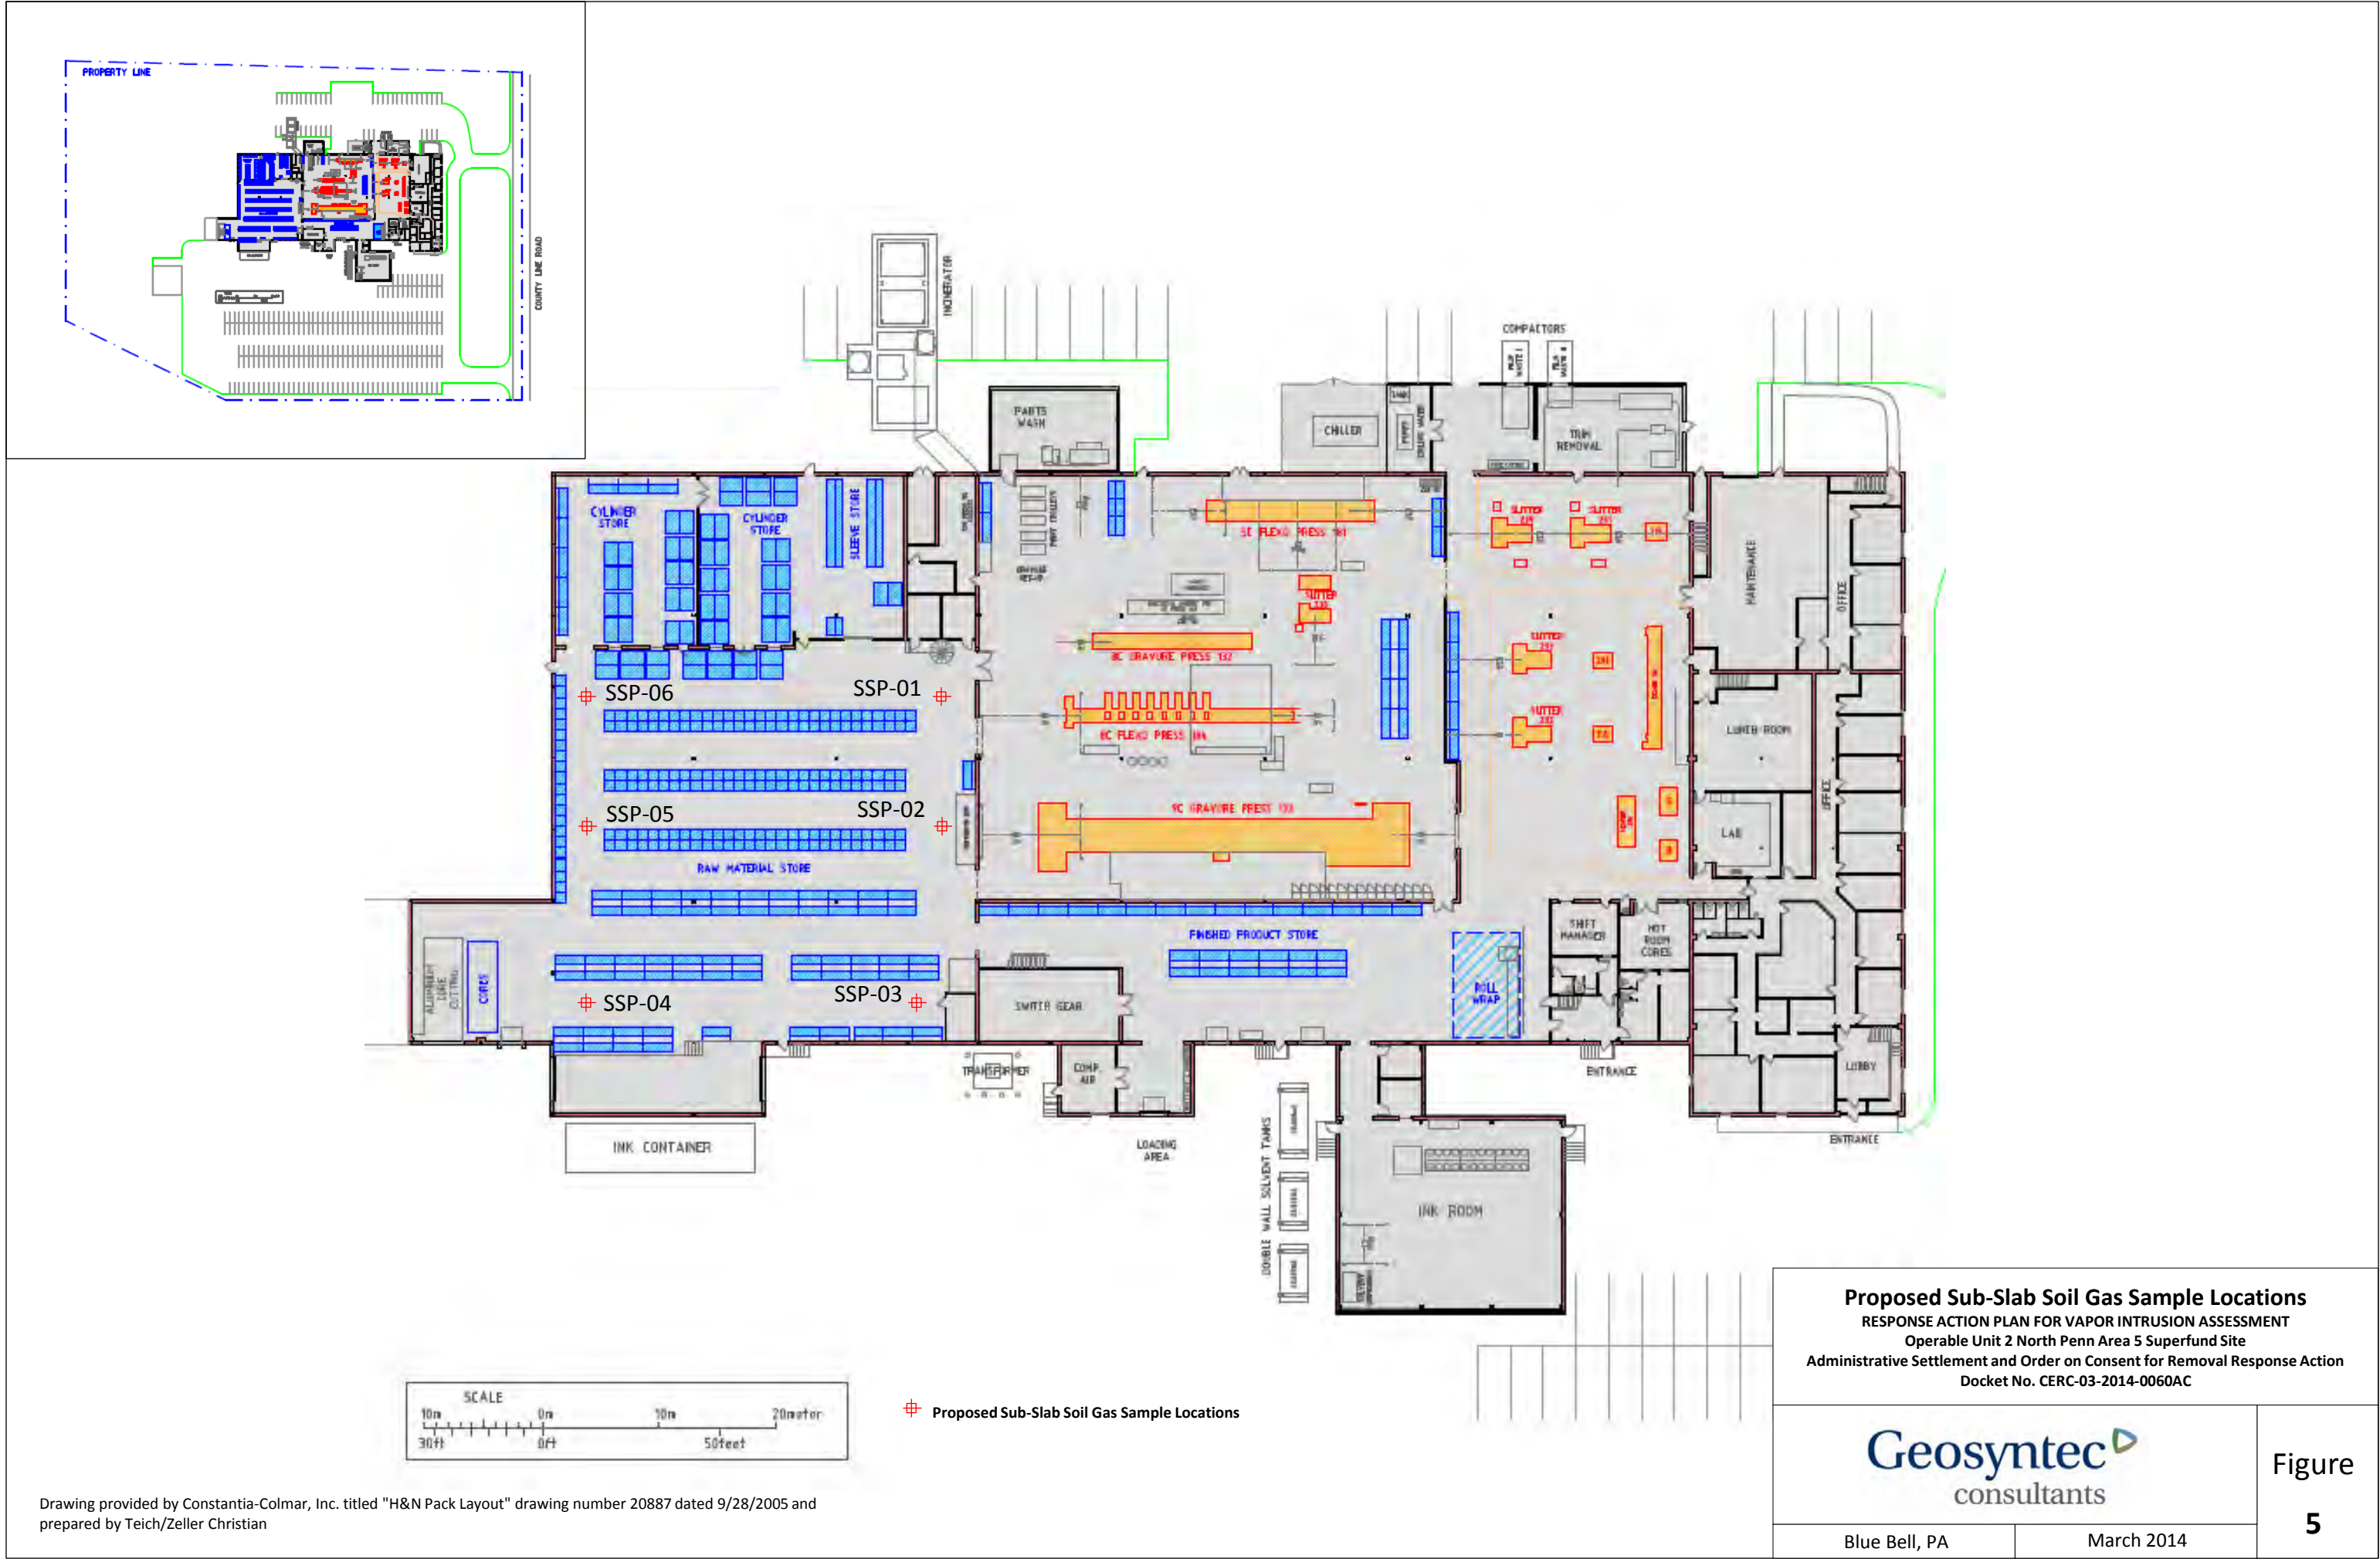 PROPERTY LINE
COUNTY LINE ROAD
INCINERATOR
COMPACTORS
PARTS
WASH
CHILLER
TRIM
REMOVAL
CYLINDER
STORE
CYLINDER
STORE
SLEEVE STORE
SLITTER
SLITTER
MAINTENANCE
OFFICE
SLITTER
SLITTER
SLITTER
8C GRAVURE PRESS 132
SSP-06
SSP-01
LUNCH ROOM
SSP-05
SSP-02
9C GRAVURE PRESS 133
OFFICE
LAB
RAW MATERIAL STORE
FINISHED PRODUCT STORE
SHIFT
MANAGER
HOT
ROOM
CORES
ALUMINIUM
CORE
CUTTING
CORES
SSP-04
SSP-03
SWITCH GEAR
ROLL
WRAP
TRANSFORMER
COMP.
AIR
ENTRANCE
LOBBY
INK CONTAINER
LOADING
AREA
ENTRANCE
DOUBLE WALL SOLVENT TANKS
INK ROOM
SCALE
10m 0m 10m 20meter
30ft 0ft 50feet
Proposed Sub-Slab Soil Gas Sample Locations
Drawing provided by Constantia-Colmar, Inc. titled "H&N Pack Layout" drawing number 20887 dated 9/28/2005 and
prepared by Teich/Zeller Christian
Proposed Sub-Slab Soil Gas Sample Locations
RESPONSE ACTION PLAN FOR VAPOR INTRUSION ASSESSMENT
Operable Unit 2 North Penn Area 5 Superfund Site
Administrative Settlement and Order on Consent for Removal Response Action
Docket No. CERC-03-2014-0060AC
Geosyntec
consultants
Figure
5
Blue Bell, PA
March 2014